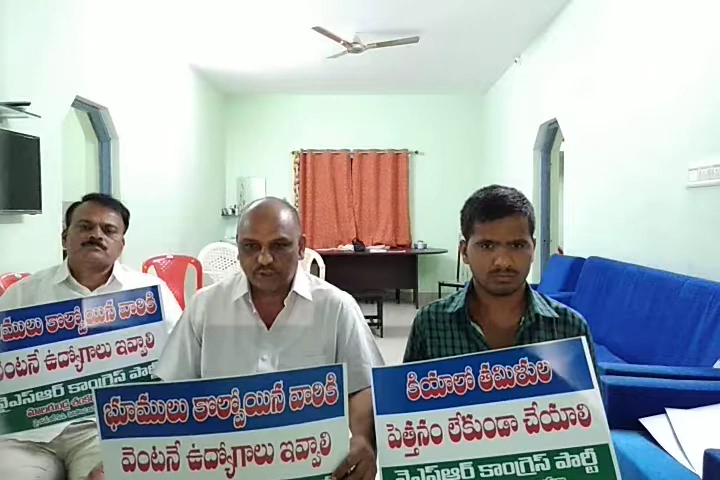 భూములు కోల్పోయిన వారికి
వెంటనే ఉద్యోగాలు ఇవ్వాలి
వైఎస్ఆర్ కాంగ్రెస్ పార్టీ
భూములు కోల్పోయిన వారికి
వెంటనే ఉద్యోగాలు ఇవ్వాలి
కియాలో తమిళుల
పెత్తనం లేకుండా చేయాలి
వైఎస్ఆర్ కాంగ్రెస్ పార్టీ